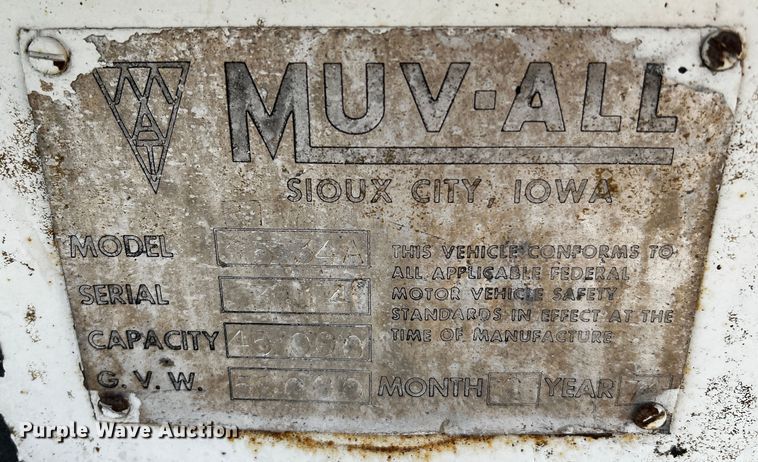 MUV-ALL
SIOUX CITY, IOWA
MODEL 34A
SERIAL
CAPACITY
G. V. W.
THIS VEHICLE CONFORMS TO
ALL APPLICABLE FEDERAL
MOTOR VEHICLE SAFETY
STANDARDS IN EFFECT AT THE
TIME OF MANUFACTURE
MONTH YEAR
Purple Wave Auction